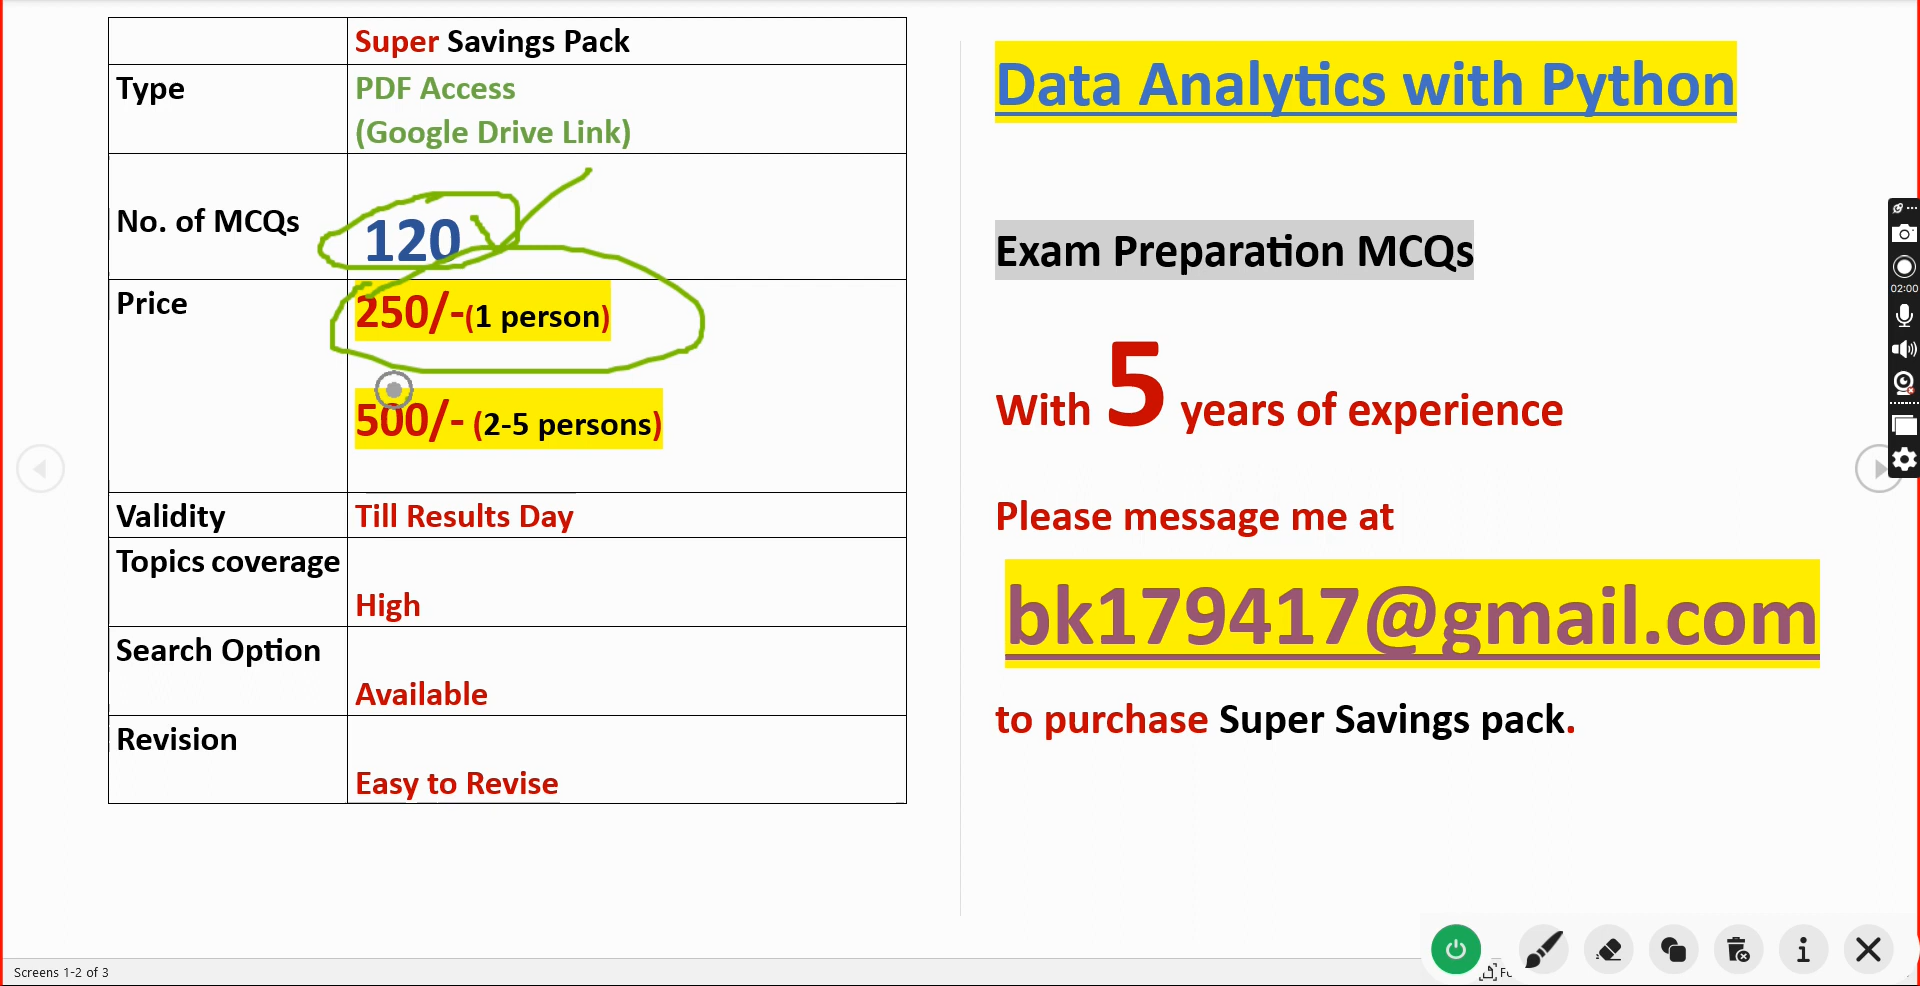 Super Savings Pack
Type
PDF Access
(Google Drive Link)
No. of MCQs
120
Price
250/-(1 person)
500/- (2-5 persons)
Validity
Till Results Day
Topics coverage
High
Search Option
Available
Revision
Easy to Revise
Data Analytics with Python
Exam Preparation MCQs
With 5 years of experience
Please message me at
bk179417@gmail.com
to purchase Super Savings pack.
02:00
Screens 1-2 of 3